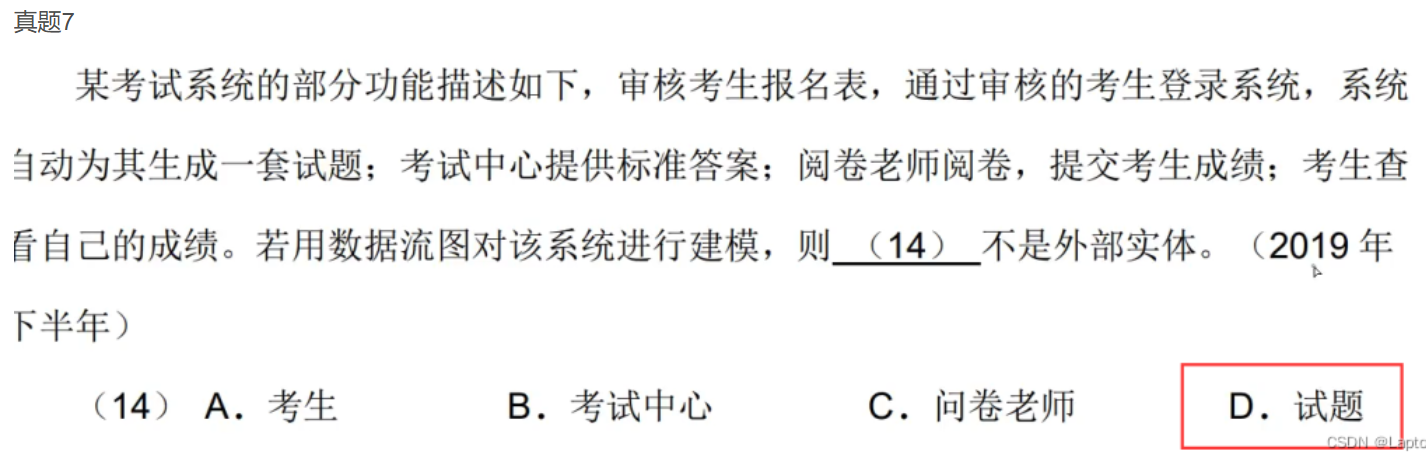 真题7
某考试系统的部分功能描述如下，审核考生报名表，通过审核的考生登录系统，系统
自动为其生成一套试题；考试中心提供标准答案；阅卷老师阅卷，提交考生成绩；考生查
看自己的成绩。若用数据流图对该系统进行建模，则（14）不是外部实体。（2019 年
下半年）
（14） A．考生 B．考试中心 C．问卷老师 D．试题
CSDN @Lapto